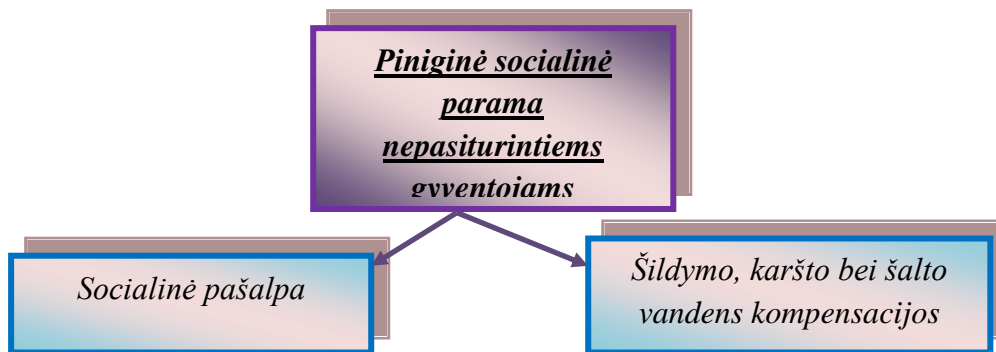 Piniginė socialinė
parama
nepasiturintiems
gyventojams
Socialinė pašalpa
Šildymo, karšto bei šalto
vandens kompensacijos